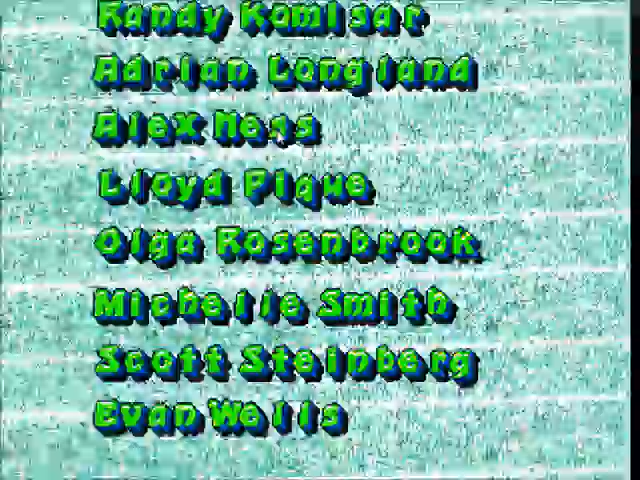 Randy Komisar
Adrian Longland
Alex Ness
Lloyd Pique
Olga Rosenbrook
Michelle Smith
Scott Steinberg
Evan Wells